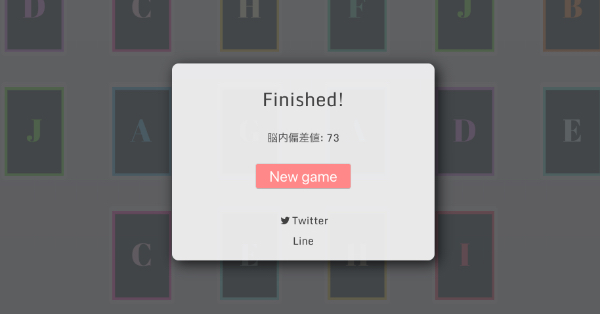 D C H F J B
Finished!
脳内偏差値: 73
J A D E
New game
Twitter
Line
C I